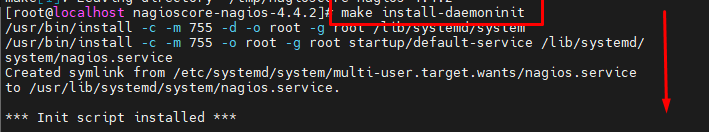 make[1]: Leaving directory `/tmp/nagioscore-nagios-4.4.2'
[root@localhost nagioscore-nagios-4.4.2]# make install-daemoninit
/usr/bin/install -c -m 755 -d -o root -g root /lib/systemd/system
/usr/bin/install -c -m 755 -o root -g root startup/default-service /lib/systemd/
system/nagios.service
Created symlink from /etc/systemd/system/multi-user.target.wants/nagios.service
to /usr/lib/systemd/system/nagios.service.
*** Init script installed ***